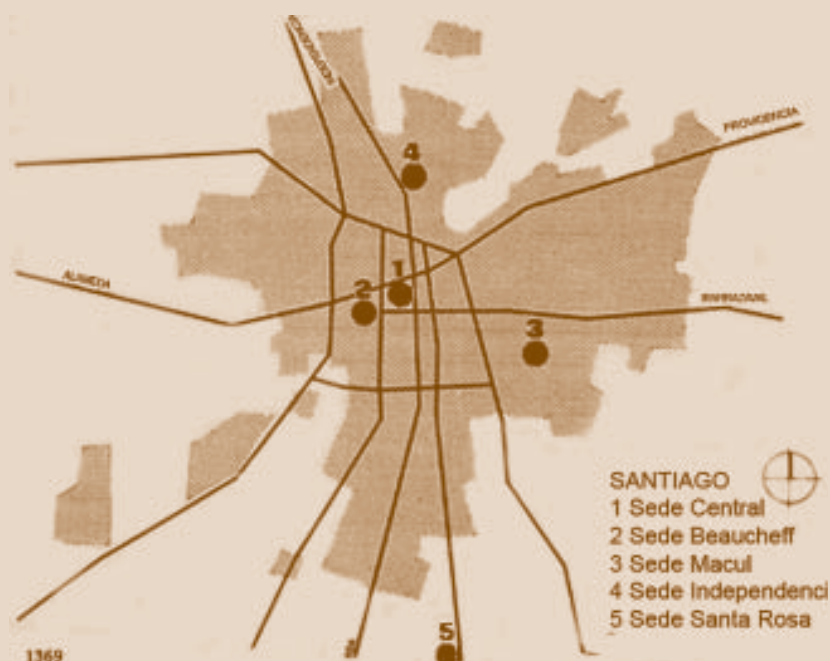 INDEPENDENCIA
PROVIDENCIA
4
ALAMEDA
1
2
3
SANTIAGO
1 Sede Central
2 Sede Beaucheff
3 Sede Macul
4 Sede Independenci
5 Sede Santa Rosa
5
1369